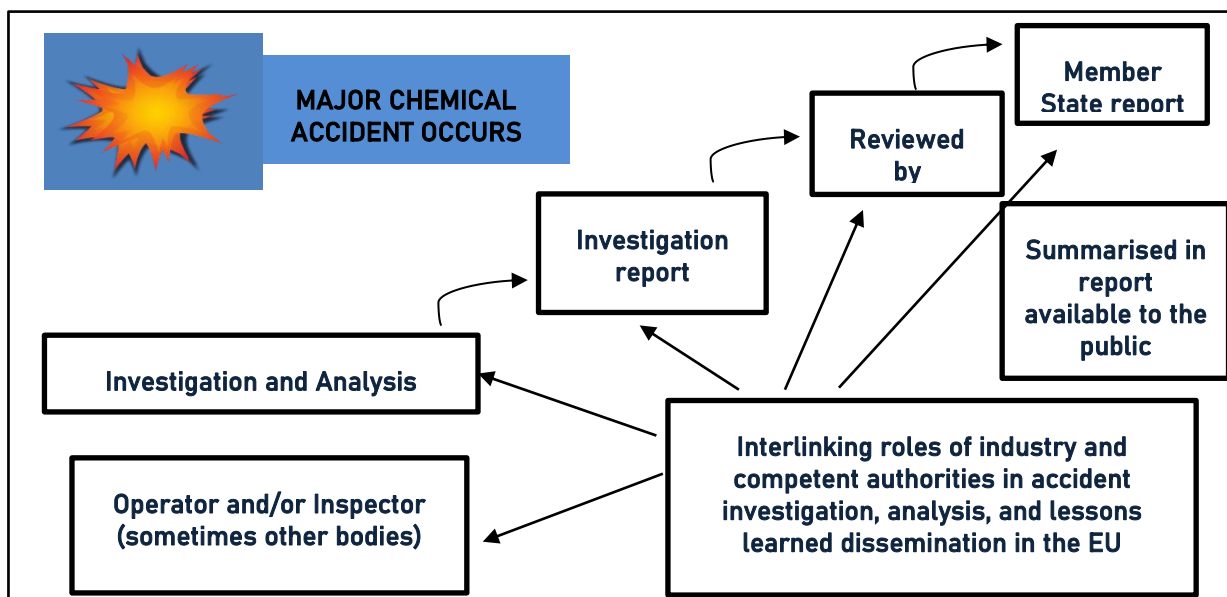 MAJOR CHEMICAL
ACCIDENT OCCURS
Member
State report
Reviewed
by
Investigation
report
Summarised in
report
available to the
public
Investigation and Analysis
Operator and/or Inspector
(sometimes other bodies)
Interlinking roles of industry and
competent authorities in accident
investigation, analysis, and lessons
learned dissemination in the EU